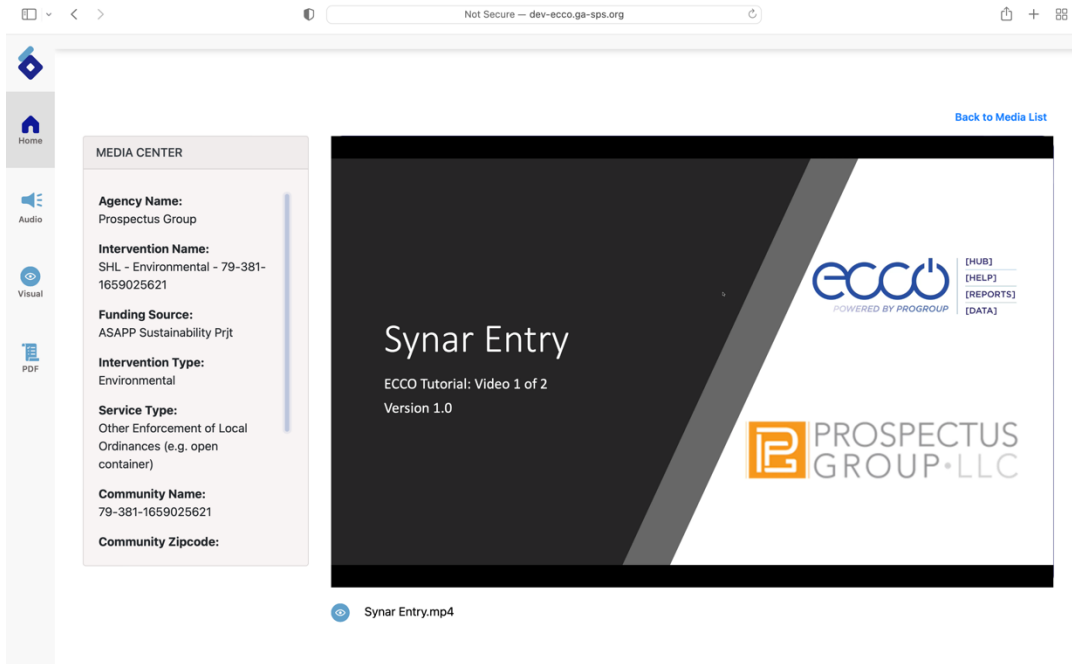 Not Secure — dev-ecco.ga-sps.org
Back to Media List
Home
Audio
Visual
PDF
MEDIA CENTER
Agency Name:
Prospectus Group
Intervention Name:
SHL - Environmental - 79-381-
1659025621
Funding Source:
ASAPP Sustainability Prjt
Intervention Type:
Environmental
Service Type:
Other Enforcement of Local
Ordinances (e.g. open
container)
Community Name:
79-381-1659025621
Community Zipcode:
Synar Entry
ECCO Tutorial: Video 1 of 2
Version 1.0
ecco
POWERED BY PROGROUP
[HUB]
[HELP]
[REPORTS]
[DATA]
PROSPECTUS
GROUP•LLC
Synar Entry.mp4